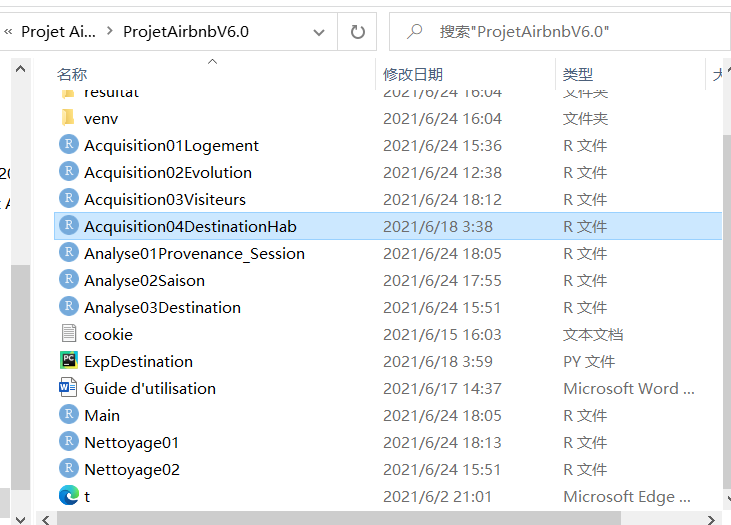 « Projet Ai... > ProjetAirbnbV6.0 搜索"ProjetAirbnbV6.0"
名称 修改日期 类型 大
resultat 2021/6/24 16:04 文件夹
venv 2021/6/24 16:04 文件夹
Acquisition01Logement 2021/6/24 15:36 R 文件
Acquisition02Evolution 2021/6/24 12:38 R 文件
Acquisition03Visiteurs 2021/6/24 18:12 R 文件
Acquisition04DestinationHab 2021/6/18 3:38 R 文件
Analyse01Provenance_Session 2021/6/24 18:05 R 文件
Analyse02Saison 2021/6/24 17:55 R 文件
Analyse03Destination 2021/6/24 15:51 R 文件
cookie 2021/6/15 16:03 文本文档
ExpDestination 2021/6/18 3:59 PY 文件
Guide d'utilisation 2021/6/17 14:37 Microsoft Word ...
Main 2021/6/24 18:05 R 文件
Nettoyage01 2021/6/24 18:13 R 文件
Nettoyage02 2021/6/24 15:51 R 文件
t 2021/6/2 21:01 Microsoft Edge ...